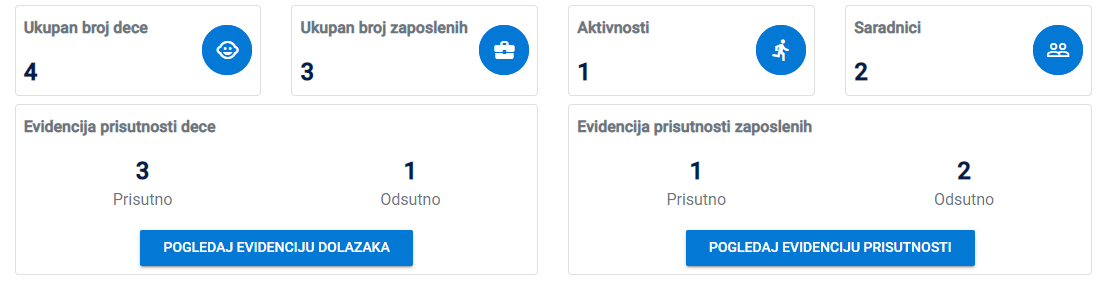 Ukupan broj dece
4
Ukupan broj zaposlenih
3
Aktivnosti
1
Saradnici
2
Evidencija prisutnosti dece
3
Prisutno
1
Odsutno
POGLEDAJ EVIDENCIJU DOLAZAKA
Evidencija prisutnosti zaposlenih
1
Prisutno
2
Odsutno
POGLEDAJ EVIDENCIJU PRISUTNOSTI